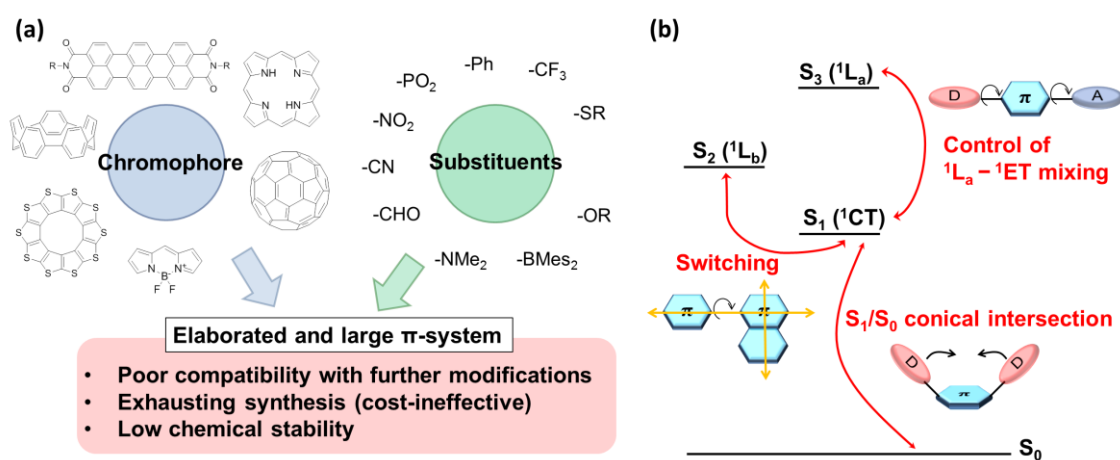 (a)
O
O
R-N
N-R
O
O
NH
N
N
HN
S
S
S
S
S
S
S
S
S
S
N
N+
B-
F
F
Chromophore
-Ph
-CF3
-PO2
-SR
-NO2
-CN
Substituents
-CHO
-OR
-NMe2
-BMes2
Elaborated and large π-system
• Poor compatibility with further modifications
• Exhausting synthesis (cost-ineffective)
• Low chemical stability
(b)
S3 (1La)
D
π
A
Control of
1La – 1ET mixing
S2 (1Lb)
S1 (1CT)
Switching
π
π
S1/S0 conical intersection
D
D
π
S0